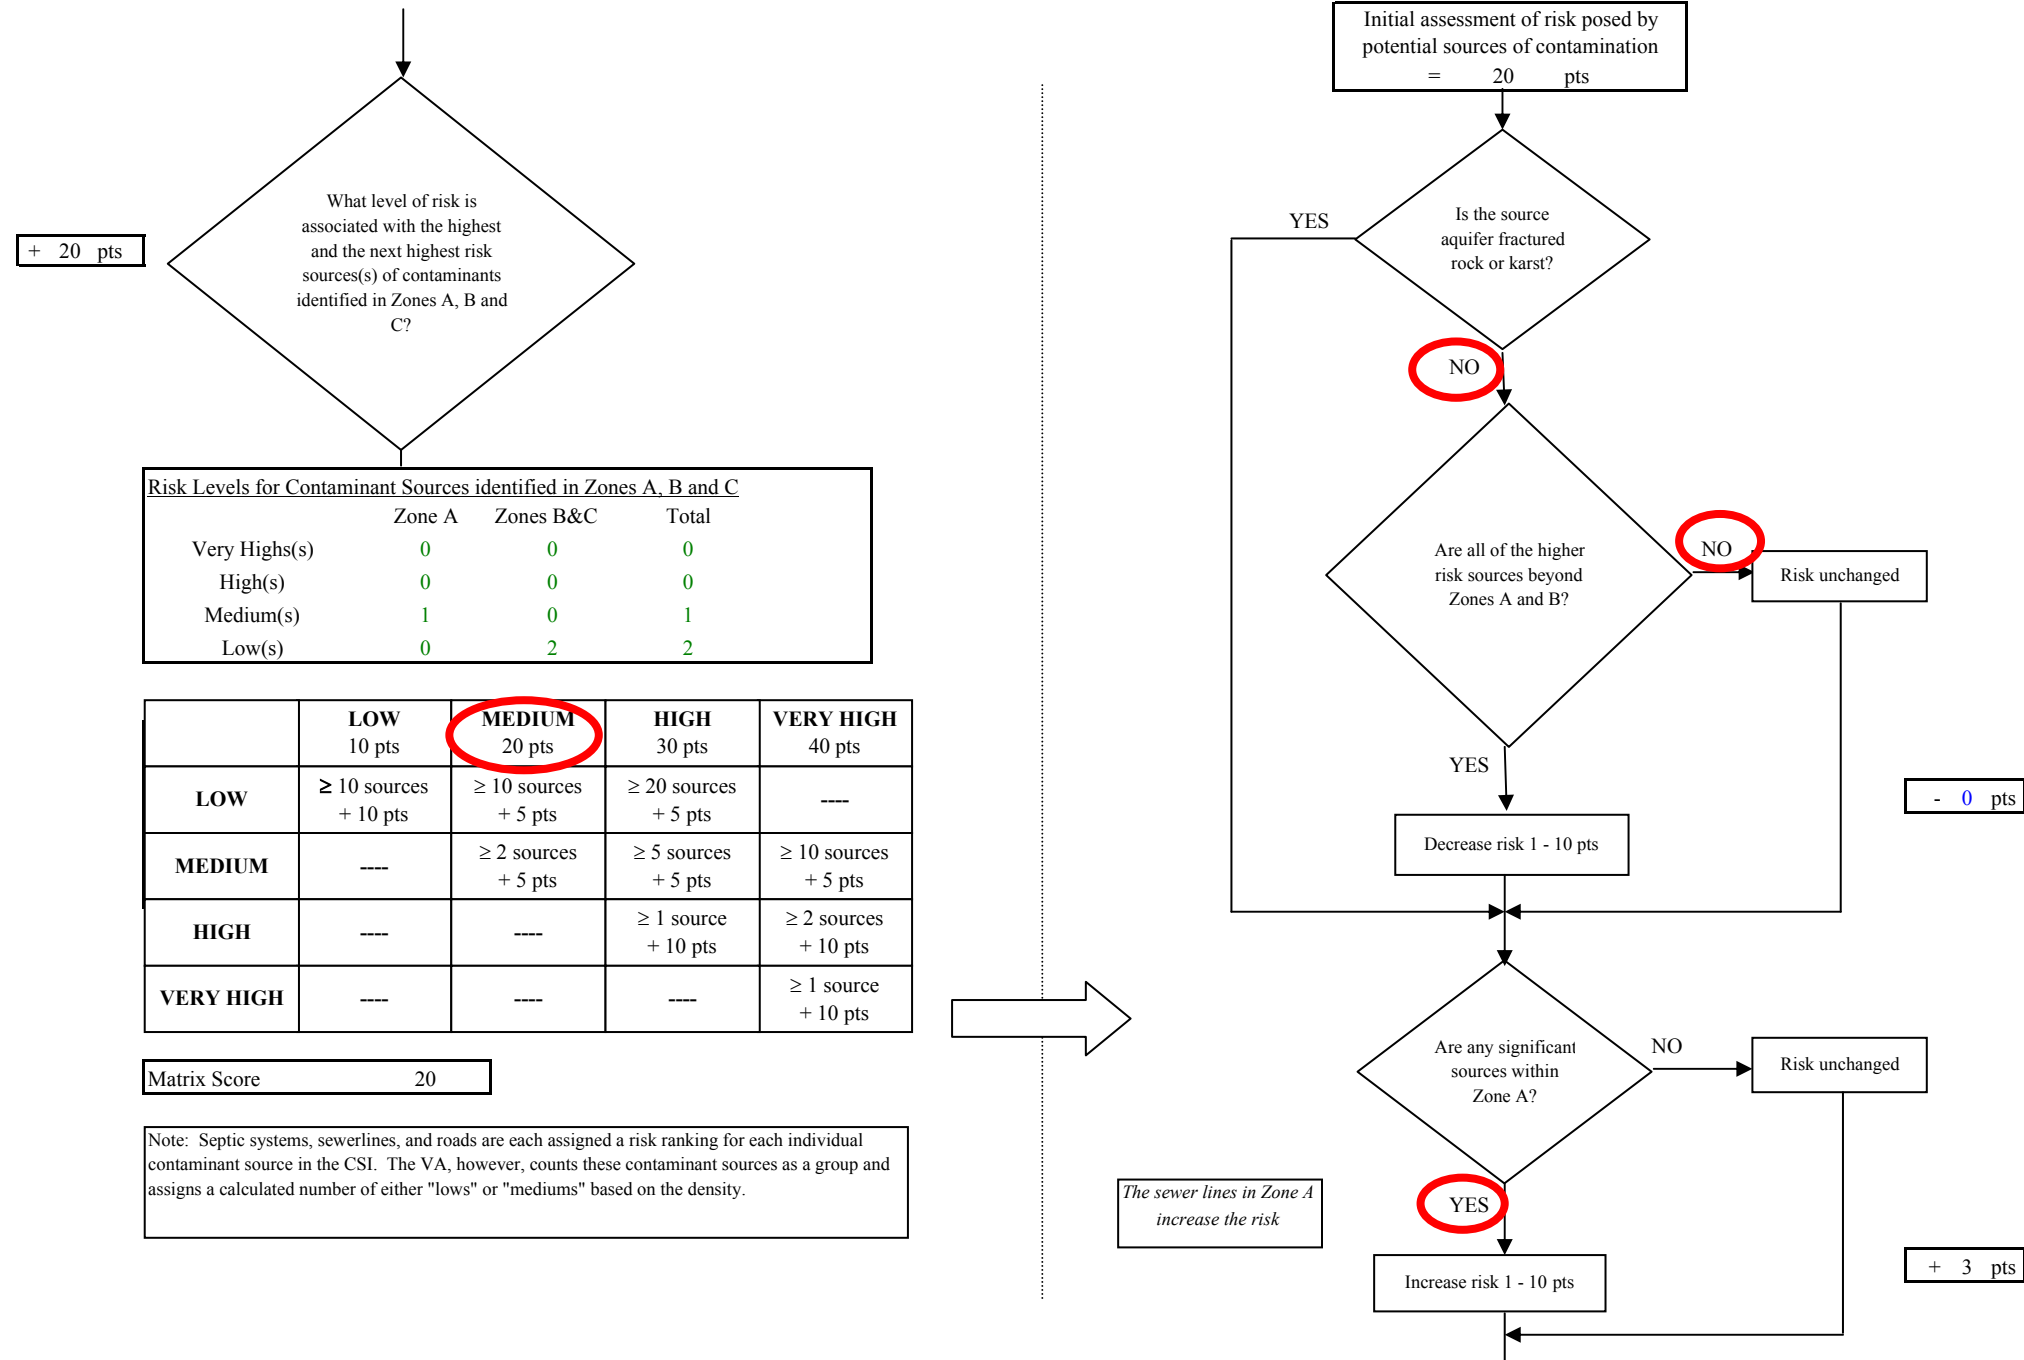 + 20 pts
What level of risk is
associated with the highest
and the next highest risk
sources(s) of contaminants
identified in Zones A, B and
C?
Risk Levels for Contaminant Sources identified in Zones A, B and C
Zone A Zones B&C Total
Very Highs(s) 0 0 0
High(s) 0 0 0
Medium(s) 1 0 1
Low(s) 0 2 2
LOW MEDIUM HIGH VERY HIGH
10 pts 20 pts 30 pts 40 pts
LOW ≥ 10 sources ≥ 10 sources ≥ 20 sources ----
+ 10 pts + 5 pts + 5 pts
MEDIUM ---- ≥ 2 sources ≥ 5 sources ≥ 10 sources
+ 5 pts + 5 pts + 5 pts
HIGH ---- ---- ≥ 1 source ≥ 2 sources
+ 10 pts + 10 pts
VERY HIGH ---- ---- ---- ≥ 1 source
+ 10 pts
Matrix Score 20
Note: Septic systems, sewerlines, and roads are each assigned a risk ranking for each individual
contaminant source in the CSI. The VA, however, counts these contaminant sources as a group and
assigns a calculated number of either "lows" or "mediums" based on the density.
Initial assessment of risk posed by
potential sources of contamination
= 20 pts
Is the source
aquifer fractured
rock or karst?
YES
NO
Are all of the higher
risk sources beyond
Zones A and B?
NO
Risk unchanged
YES
Decrease risk 1 - 10 pts
- 0 pts
Are any significant
sources within
Zone A?
NO
Risk unchanged
YES
The sewer lines in Zone A
increase the risk
Increase risk 1 - 10 pts
+ 3 pts